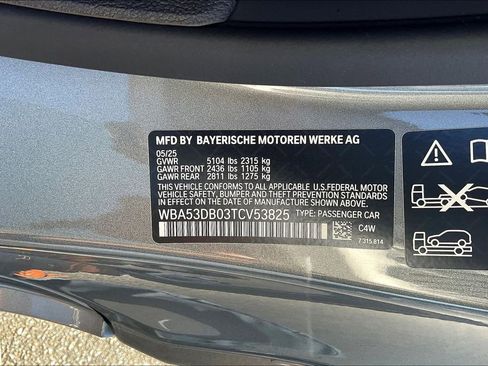 MFD BY BAYERISCHE MOTOREN WERKE AG
05/25
GVWR 5104 lbs 2315 kg
GAWR FRONT 2436 lbs 1105 kg
GAWR REAR 2811 lbs 1275 kg
THIS VEHICLE CONFORMS TO ALL APPLICABLE U.S.FEDERAL MOTOR
VEHICLE SAFETY, BUMPER, AND THEFT PREVENTION STANDARDS IN
EFFECT ON THE DATE OF MANUFACTURE SHOWN ABOVE.
WBA53DB03TCV53825 TYPE: PASSENGER CAR
C4W
7 315 814